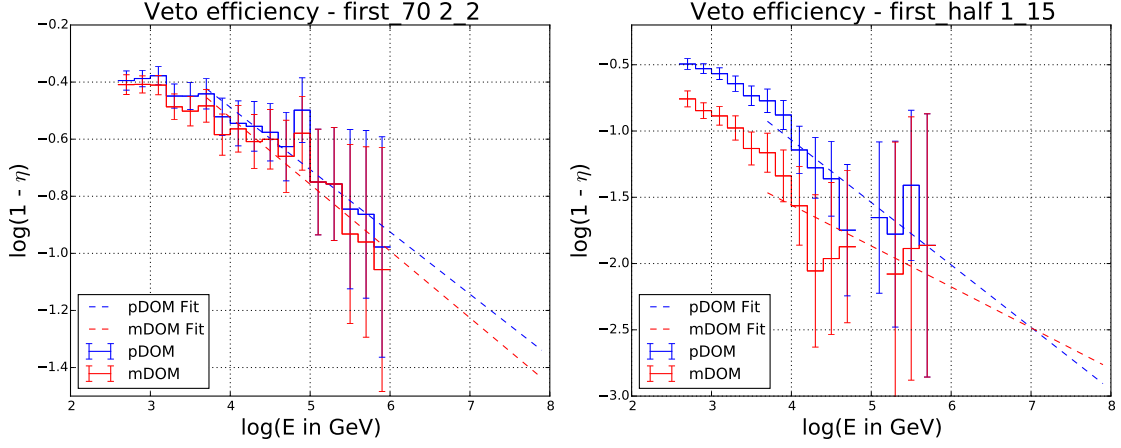 Veto efficiency - first_70 2_2
log(1 - η)
−0.2
−0.4
−0.6
−0.8
−1.0
−1.2
−1.4
pDOM Fit
mDOM Fit
pDOM
mDOM
2 3 4 5 6 7 8
log(E in GeV)
Veto efficiency - first_half 1_15
log(1 - η)
−0.5
−1.0
−1.5
−2.0
−2.5
−3.0
pDOM Fit
mDOM Fit
pDOM
mDOM
2 3 4 5 6 7 8
log(E in GeV)